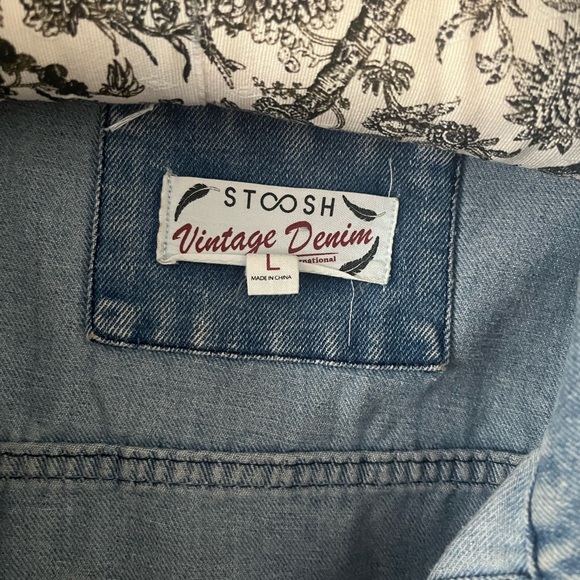 STOOSH
Vintage Denim
L
MADE IN CHINA